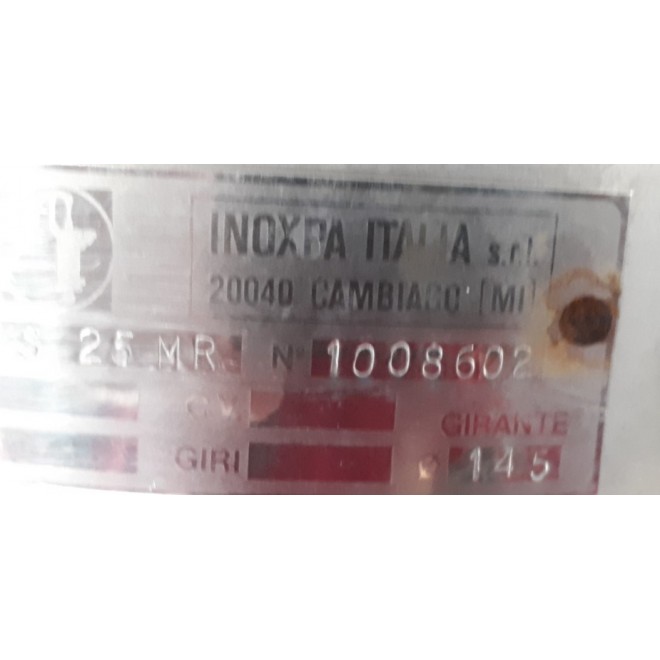 INOXPA ITALIA s.r.l.
20040 CAMBIAGO [MI]
S 25 MR N° 1008602
CV GIRANTE
GIRI ø 145